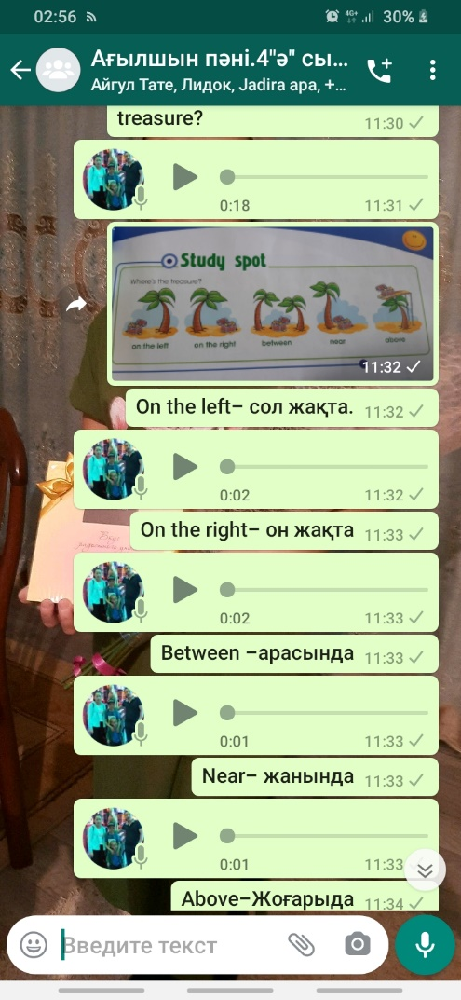 02:56 4G+ 30%
Ағылшын пәні.4"ә" сы...
Айгул Тате, Лидок, Jadira apa, +...
treasure? 11:30
0:18 11:31
Study spot
Where's the treasure?
on the left on the right between near above
11:32
On the left– сол жақта. 11:32
0:02 11:32
On the right– он жақта 11:33
0:02 11:33
Between –арасында 11:33
0:01 11:33
Near– жанында 11:33
0:01 11:33
Above–Жоғарыда 11:34
Введите текст